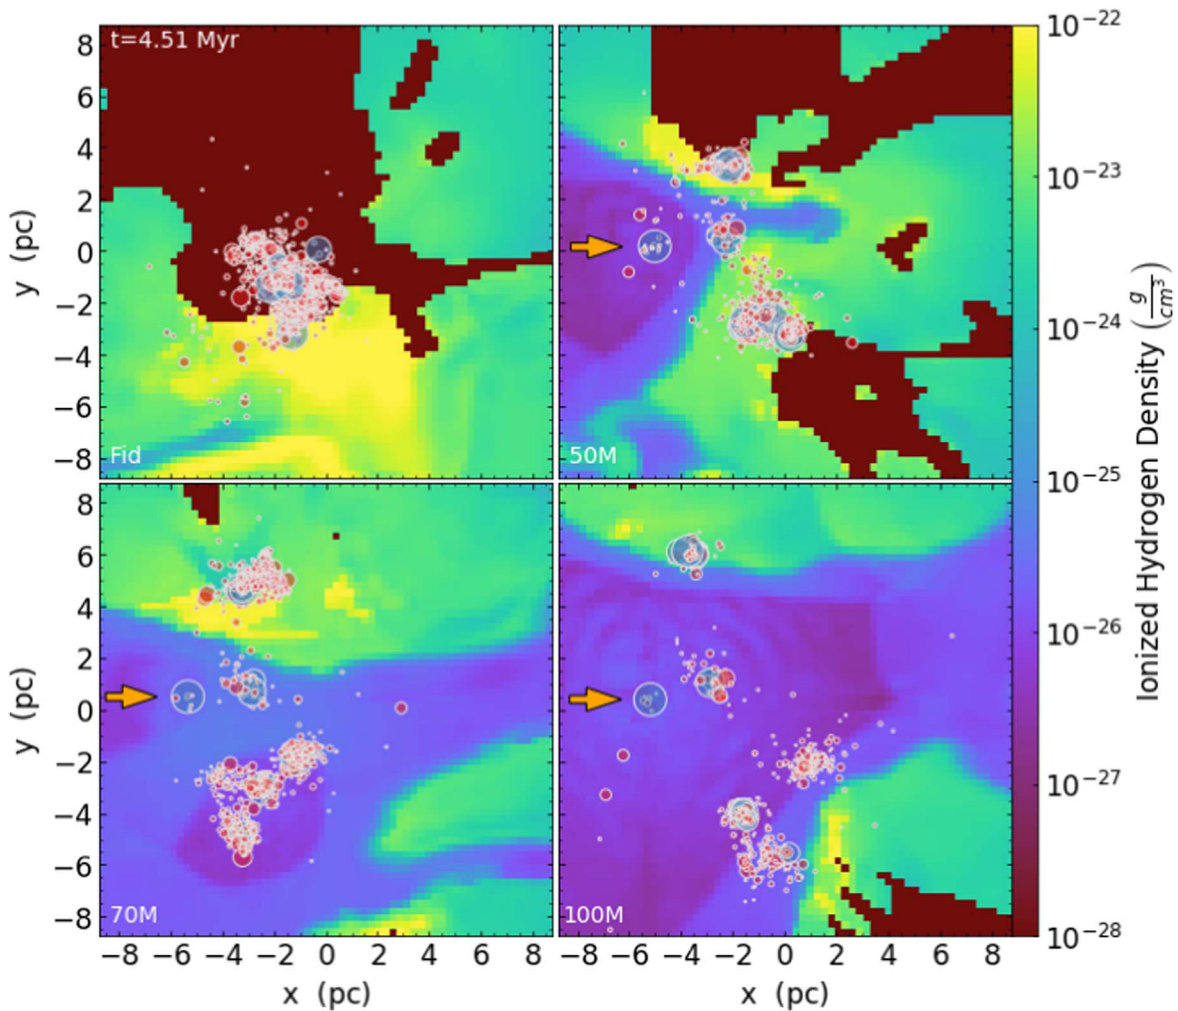 t=4.51 Myr
Fid
50M
70M
100M
8
6
4
2
0
−2
−4
−6
−8
y (pc)
8
6
4
2
0
−2
−4
−6
−8
y (pc)
−8 −6 −4 −2 0 2 4 6 8
x (pc)
−8 −6 −4 −2 0 2 4 6 8
x (pc)
10⁻²²
10⁻²³
10⁻²⁴
10⁻²⁵
10⁻²⁶
10⁻²⁷
10⁻²⁸
Ionized Hydrogen Density (g/cm³)